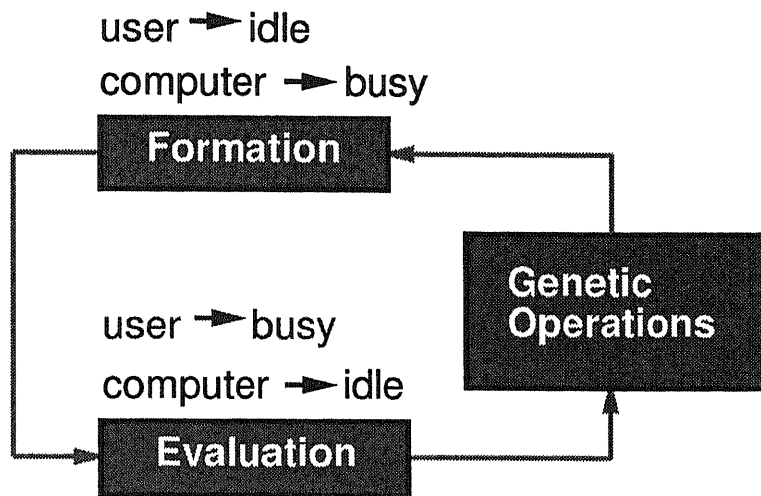 user → idle
computer → busy
Formation
Genetic
Operations
user → busy
computer → idle
Evaluation